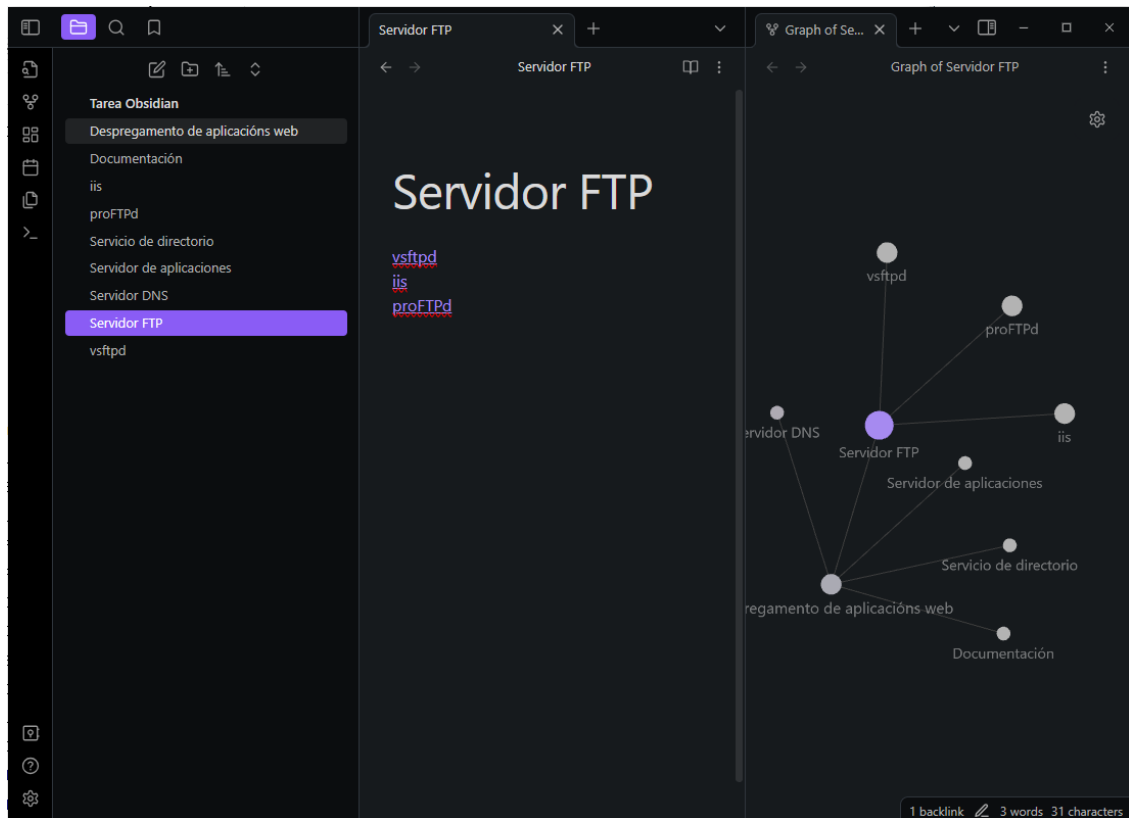 Servidor FTP
Graph of Se...
Servidor FTP
Graph of Servidor FTP
Tarea Obsidian
Despregamento de aplicacións web
Documentación
iis
proFTPd
Servicio de directorio
Servidor de aplicaciones
Servidor DNS
Servidor FTP
vsftpd
Servidor FTP
vsftpd
iis
proFTPd
vsftpd
proFTPd
ervidor DNS
iis
Servidor FTP
Servidor de aplicaciones
Servicio de directorio
regamento de aplicacións web
Documentación
1 backlink 3 words 31 characters